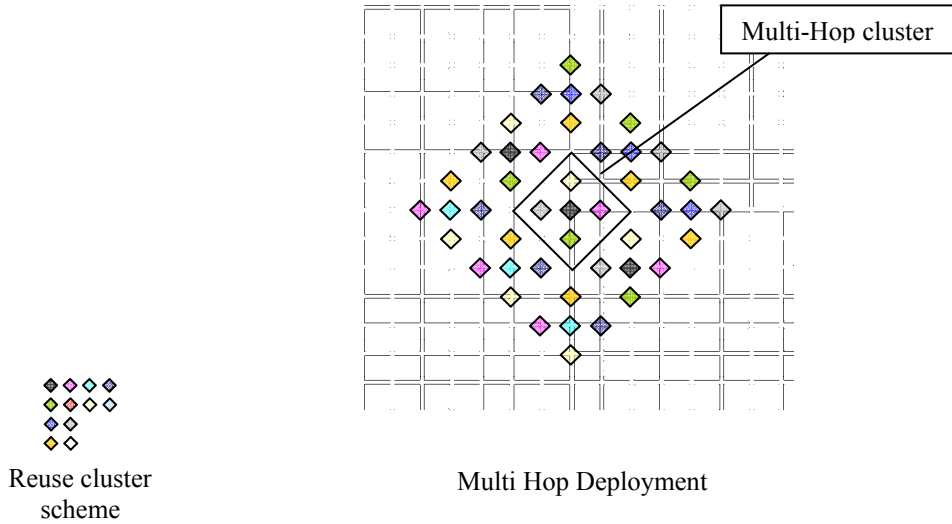 Multi-Hop cluster
Reuse cluster
scheme
Multi Hop Deployment